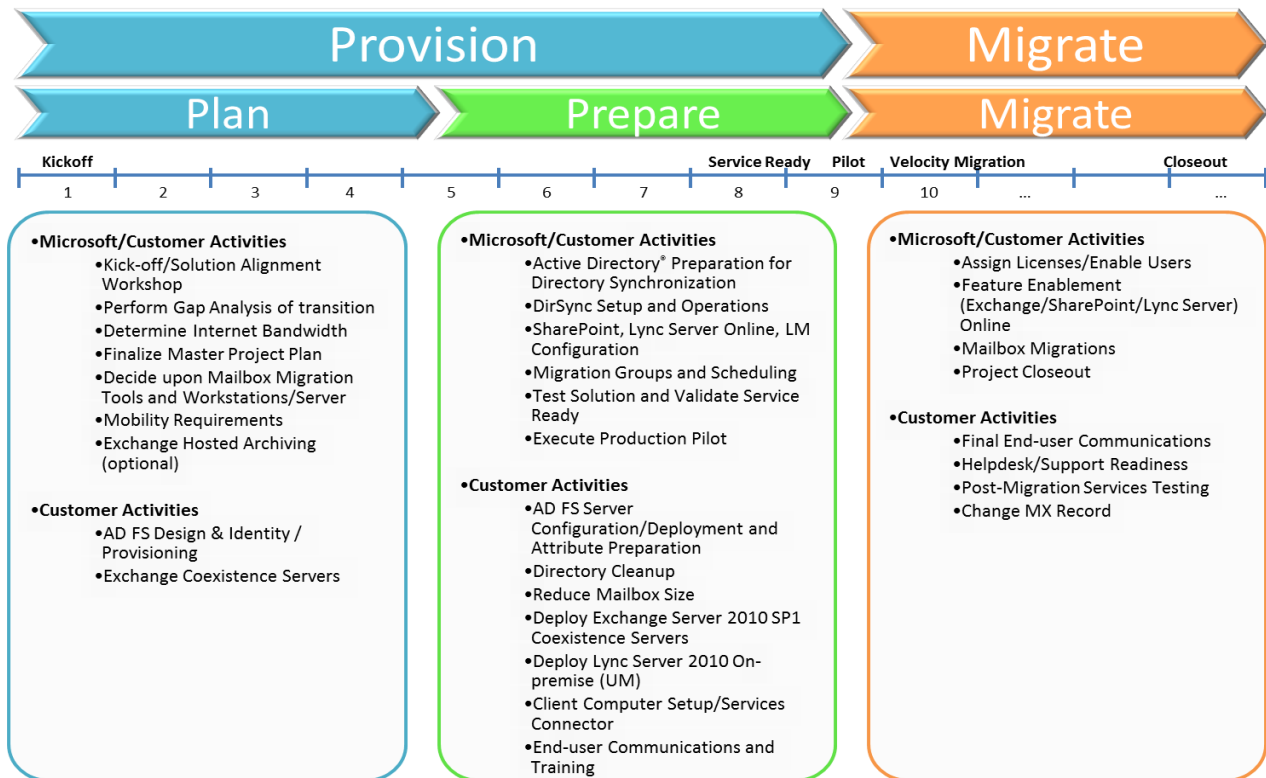 Provision
Migrate
Plan
Prepare
Migrate
Kickoff
Service Ready
Pilot
Velocity Migration
Closeout
1
2
3
4
5
6
7
8
9
10
...
...
•Microsoft/Customer Activities
•Kick-off/Solution Alignment
Workshop
•Perform Gap Analysis of transition
•Determine Internet Bandwidth
•Finalize Master Project Plan
•Decide upon Mailbox Migration
Tools and Workstations/Server
•Mobility Requirements
•Exchange Hosted Archiving
(optional)
•Customer Activities
•AD FS Design & Identity /
Provisioning
•Exchange Coexistence Servers
•Microsoft/Customer Activities
•Active Directory® Preparation for
Directory Synchronization
•DirSync Setup and Operations
•SharePoint, Lync Server Online, LM
Configuration
•Migration Groups and Scheduling
•Test Solution and Validate Service
Ready
•Execute Production Pilot
•Customer Activities
•AD FS Server
Configuration/Deployment and
Attribute Preparation
•Directory Cleanup
•Reduce Mailbox Size
•Deploy Exchange Server 2010 SP1
Coexistence Servers
•Deploy Lync Server 2010 On-
premise (UM)
•Client Computer Setup/Services
Connector
•End-user Communications and
Training
•Microsoft/Customer Activities
•Assign Licenses/Enable Users
•Feature Enablement
(Exchange/SharePoint/Lync Server)
Online
•Mailbox Migrations
•Project Closeout
•Customer Activities
•Final End-user Communications
•Helpdesk/Support Readiness
•Post-Migration Services Testing
•Change MX Record